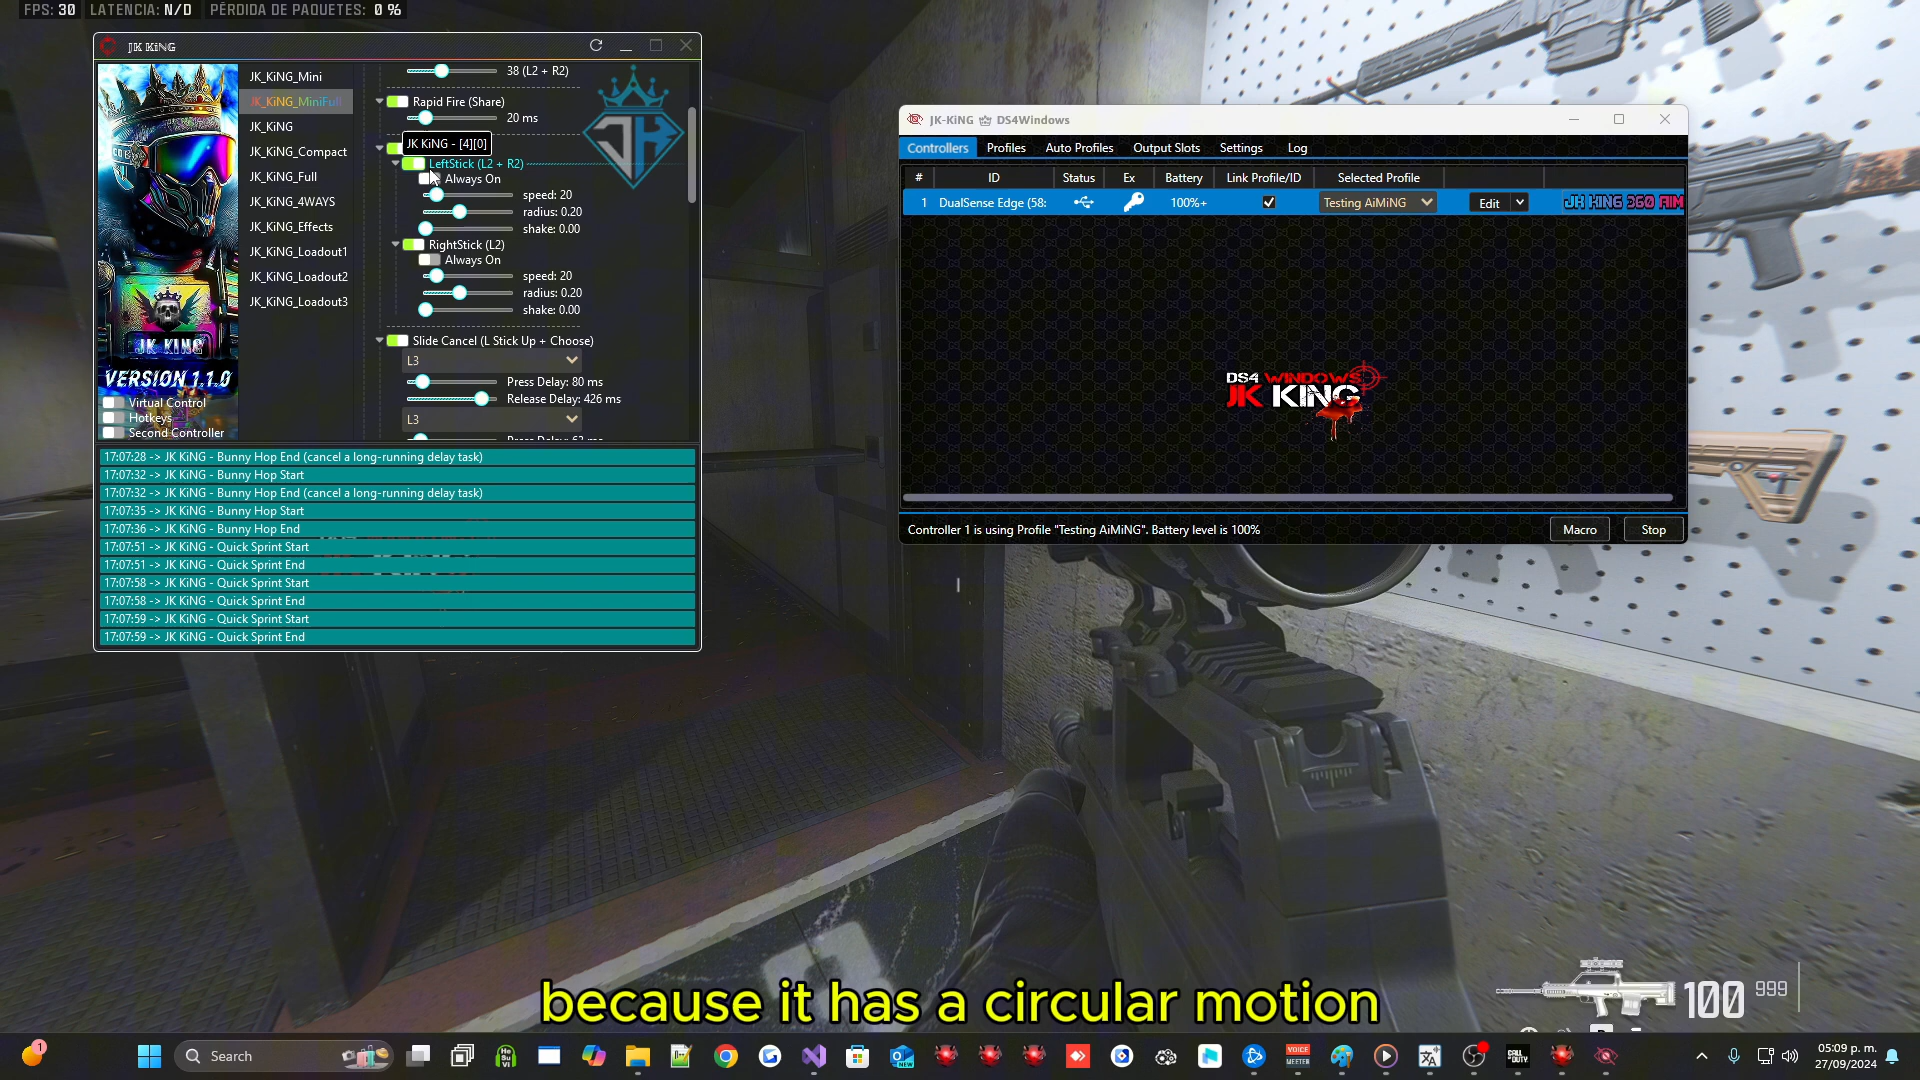 FPS: 30 LATENCIA: N/D PÉRDIDA DE PAQUETES: 0 %
JK KiNG
JK_KiNG_Mini
JK_KiNG_MiniFull
JK_KiNG
JK_KiNG_Compact
JK_KiNG_Full
JK_KiNG_4WAYS
JK_KiNG_Effects
JK_KiNG_Loadout1
JK_KiNG_Loadout2
JK_KiNG_Loadout3
JK KING
VERSION 1.1.0
Virtual Control
Hotkeys
Second Controller
38 (L2 + R2)
Rapid Fire (Share)
20 ms
JK KiNG - [4][0]
LeftStick (L2 + R2)
Always On
speed: 20
radius: 0.20
shake: 0.00
RightStick (L2)
Always On
speed: 20
radius: 0.20
shake: 0.00
Slide Cancel (L Stick Up + Choose)
L3
Press Delay: 80 ms
Release Delay: 426 ms
L3
Press Delay: 62 ms
17:07:28 -> JK KiNG - Bunny Hop End (cancel a long-running delay task)
17:07:32 -> JK KiNG - Bunny Hop Start
17:07:32 -> JK KiNG - Bunny Hop End (cancel a long-running delay task)
17:07:35 -> JK KiNG - Bunny Hop Start
17:07:36 -> JK KiNG - Bunny Hop End
17:07:51 -> JK KiNG - Quick Sprint Start
17:07:51 -> JK KiNG - Quick Sprint End
17:07:58 -> JK KiNG - Quick Sprint Start
17:07:58 -> JK KiNG - Quick Sprint End
17:07:59 -> JK KiNG - Quick Sprint Start
17:07:59 -> JK KiNG - Quick Sprint End
JK-KiNG DS4Windows
Controllers Profiles Auto Profiles Output Slots Settings Log
# ID Status Ex Battery Link Profile/ID Selected Profile
1 DualSense Edge (58: 100%+ Testing AiMiNG Edit JK KING 360 AIM
DS4 WINDOWS
JK KING
Controller 1 is using Profile "Testing AiMiNG". Battery level is 100%
Macro Stop
100 999
because it has a circular motion
1
Search
NEW
VOICE
MEETER
CALL DUTY
05:09 p. m.
27/09/2024